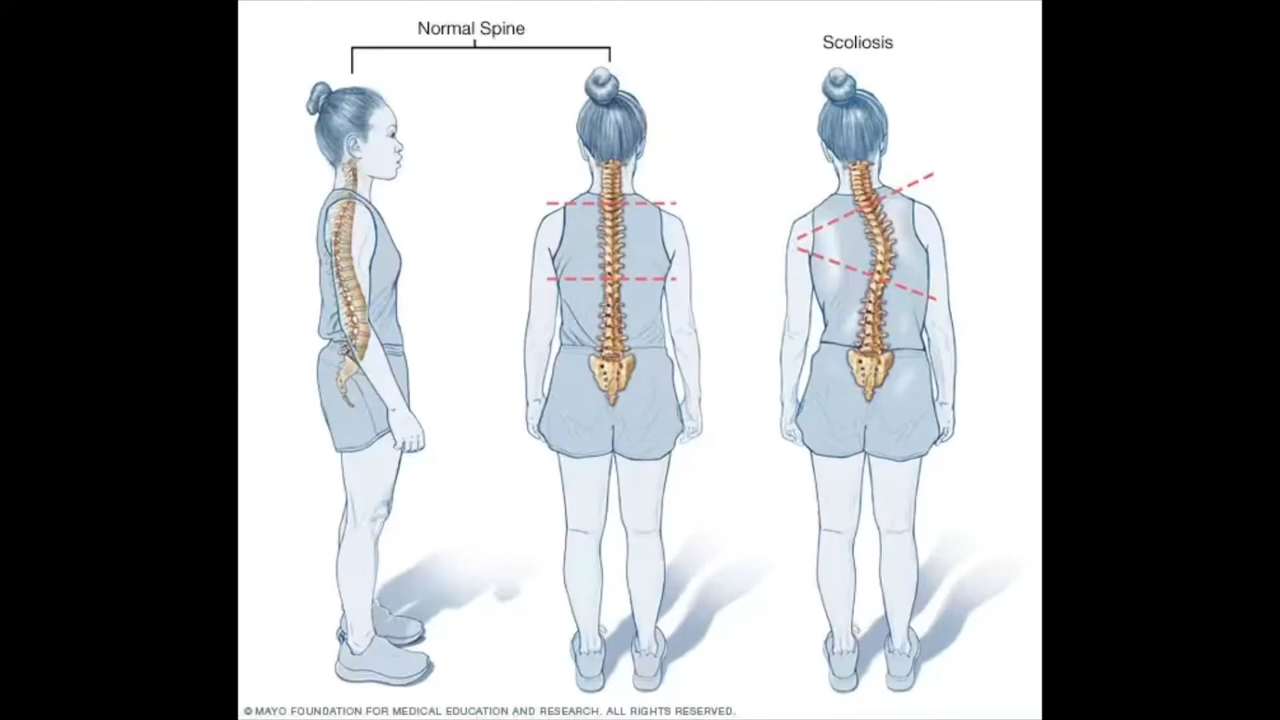 Normal Spine
Scoliosis
© MAYO FOUNDATION FOR MEDICAL EDUCATION AND RESEARCH. ALL RIGHTS RESERVED.